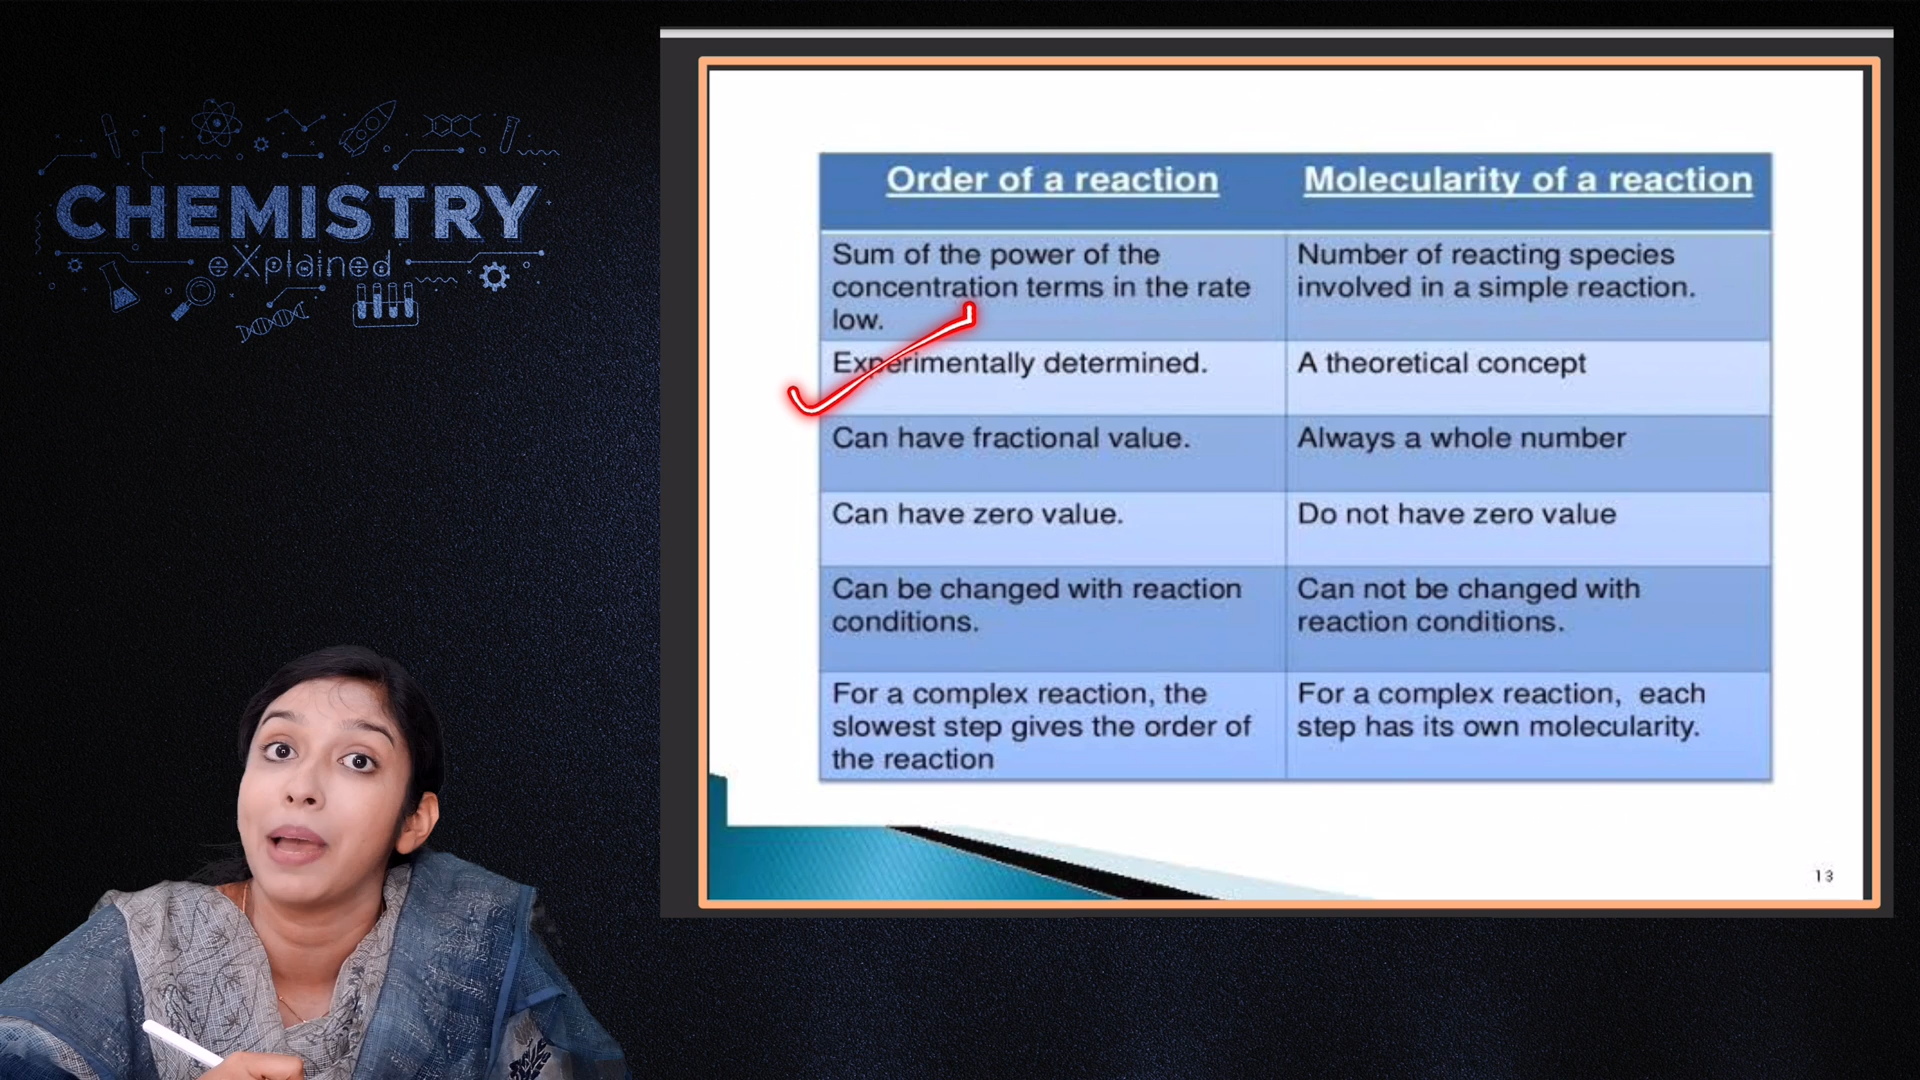 CHEMISTRY
eXplained
Order of a reaction
Molecularity of a reaction
Sum of the power of the
concentration terms in the rate
low.
Number of reacting species
involved in a simple reaction.
Experimentally determined.
A theoretical concept
Can have fractional value.
Always a whole number
Can have zero value.
Do not have zero value
Can be changed with reaction
conditions.
Can not be changed with
reaction conditions.
For a complex reaction, the
slowest step gives the order of
the reaction
For a complex reaction, each
step has its own molecularity.
13